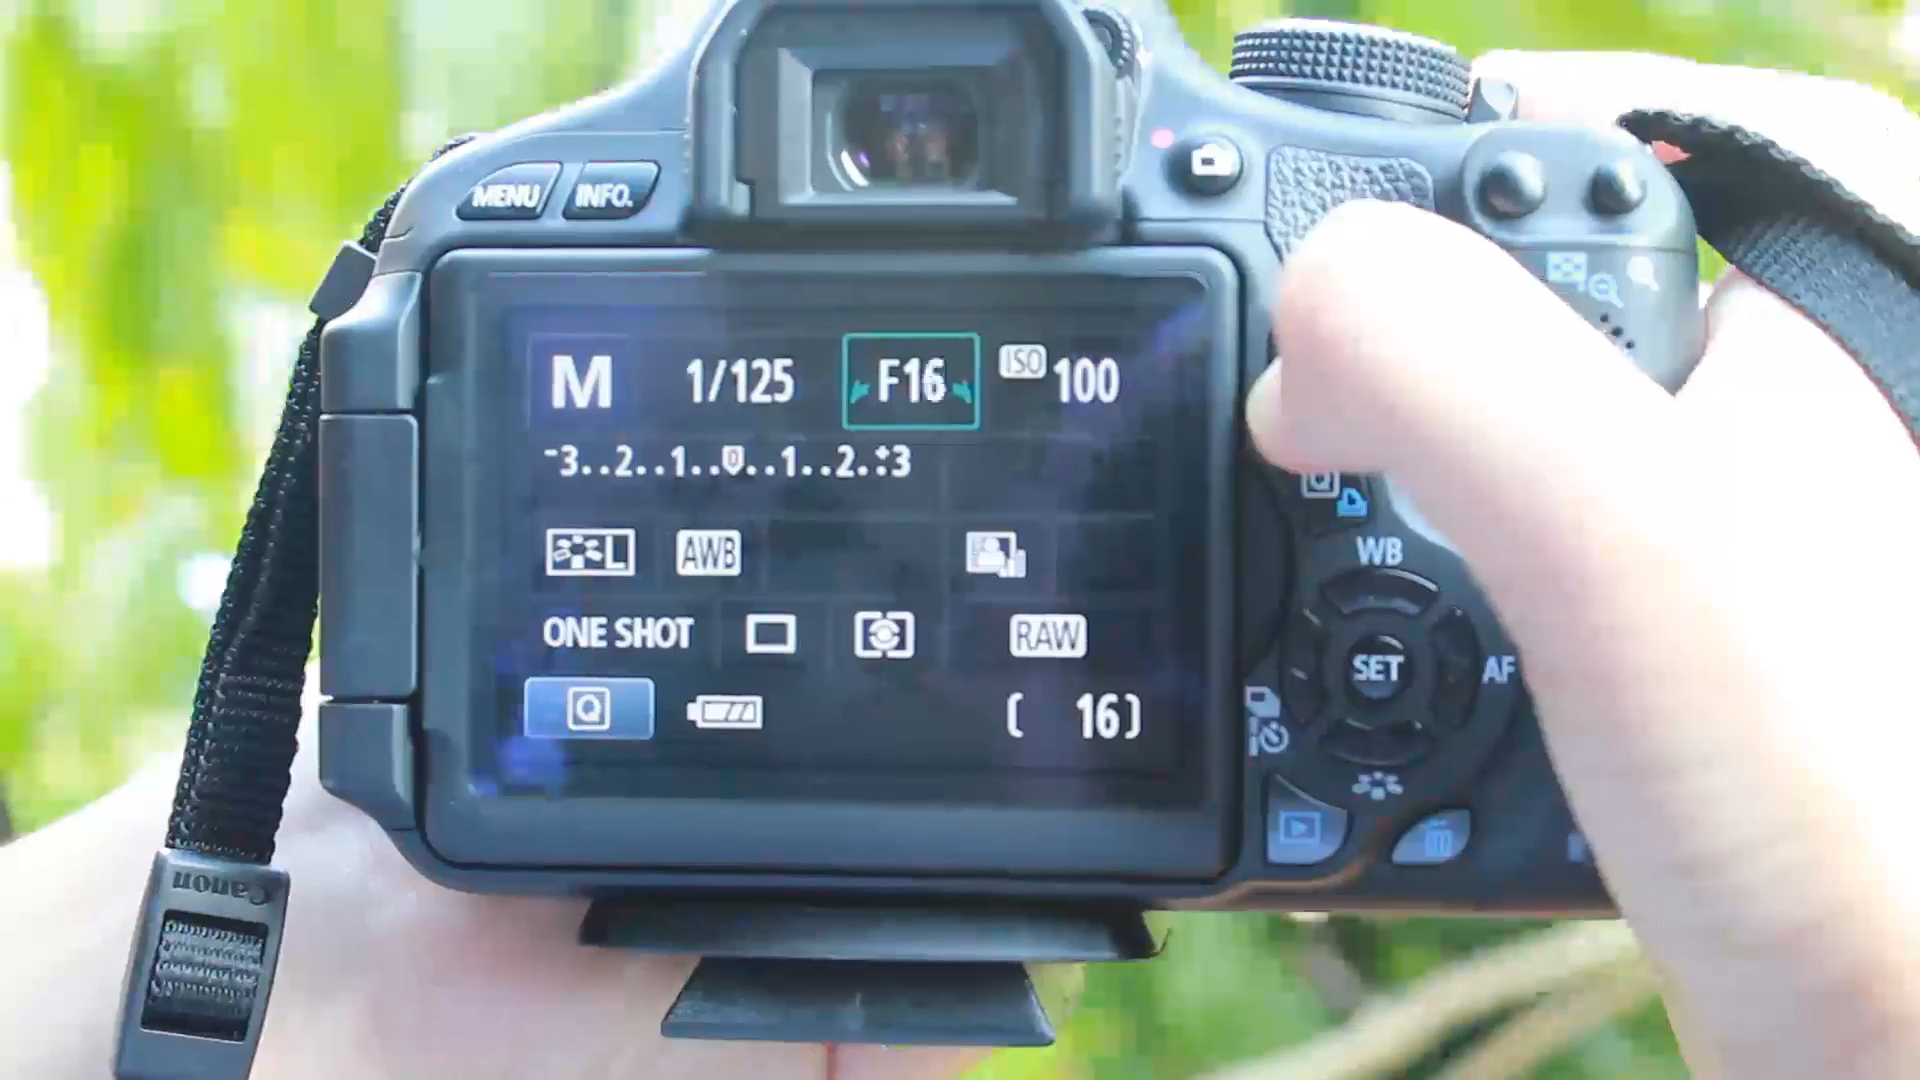 MENU INFO.
M 1/125 F16 ISO 100
-3..2..1..0..1..2.+3
L AWB
ONE SHOT RAW
Q [ 16]
Q
WB
SET AF
Canon